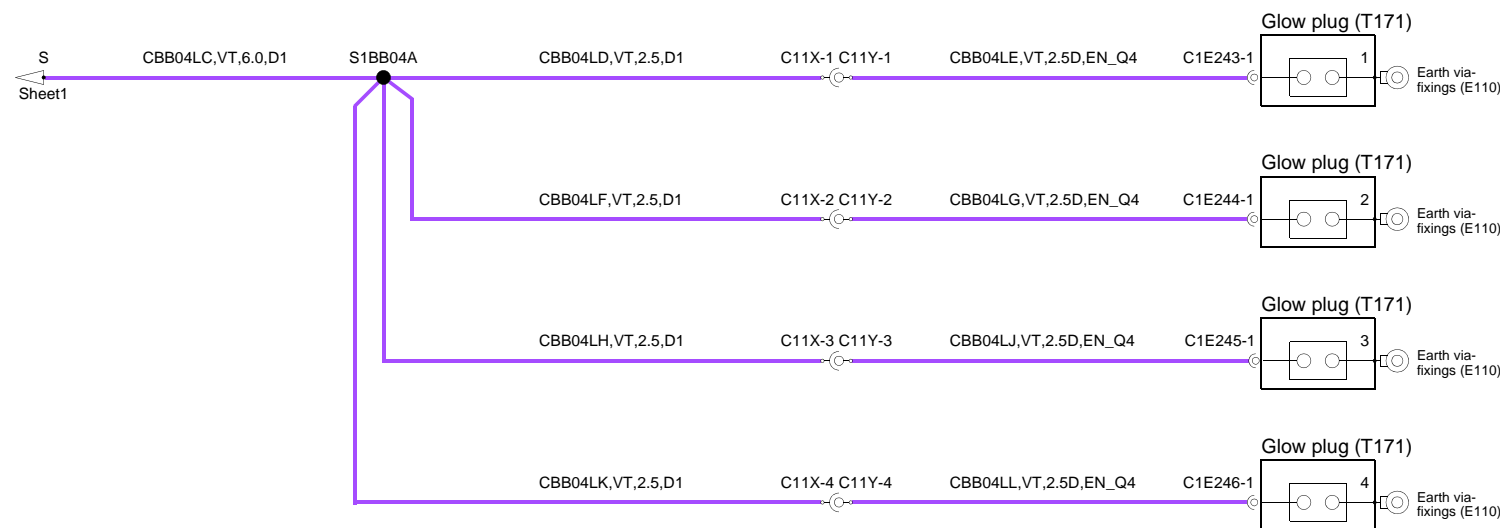 Glow plug (T171)
S
CBB04LC,VT,6.0,D1
S1BB04A
CBB04LD,VT,2.5,D1
C11X-1 C11Y-1
CBB04LE,VT,2.5D,EN_Q4
C1E243-1
1
Earth via-
fixings (E110)
Sheet1
Glow plug (T171)
CBB04LF,VT,2.5,D1
C11X-2 C11Y-2
CBB04LG,VT,2.5D,EN_Q4
C1E244-1
2
Earth via-
fixings (E110)
Glow plug (T171)
CBB04LH,VT,2.5,D1
C11X-3 C11Y-3
CBB04LJ,VT,2.5D,EN_Q4
C1E245-1
3
Earth via-
fixings (E110)
Glow plug (T171)
CBB04LK,VT,2.5,D1
C11X-4 C11Y-4
CBB04LL,VT,2.5D,EN_Q4
C1E246-1
4
Earth via-
fixings (E110)